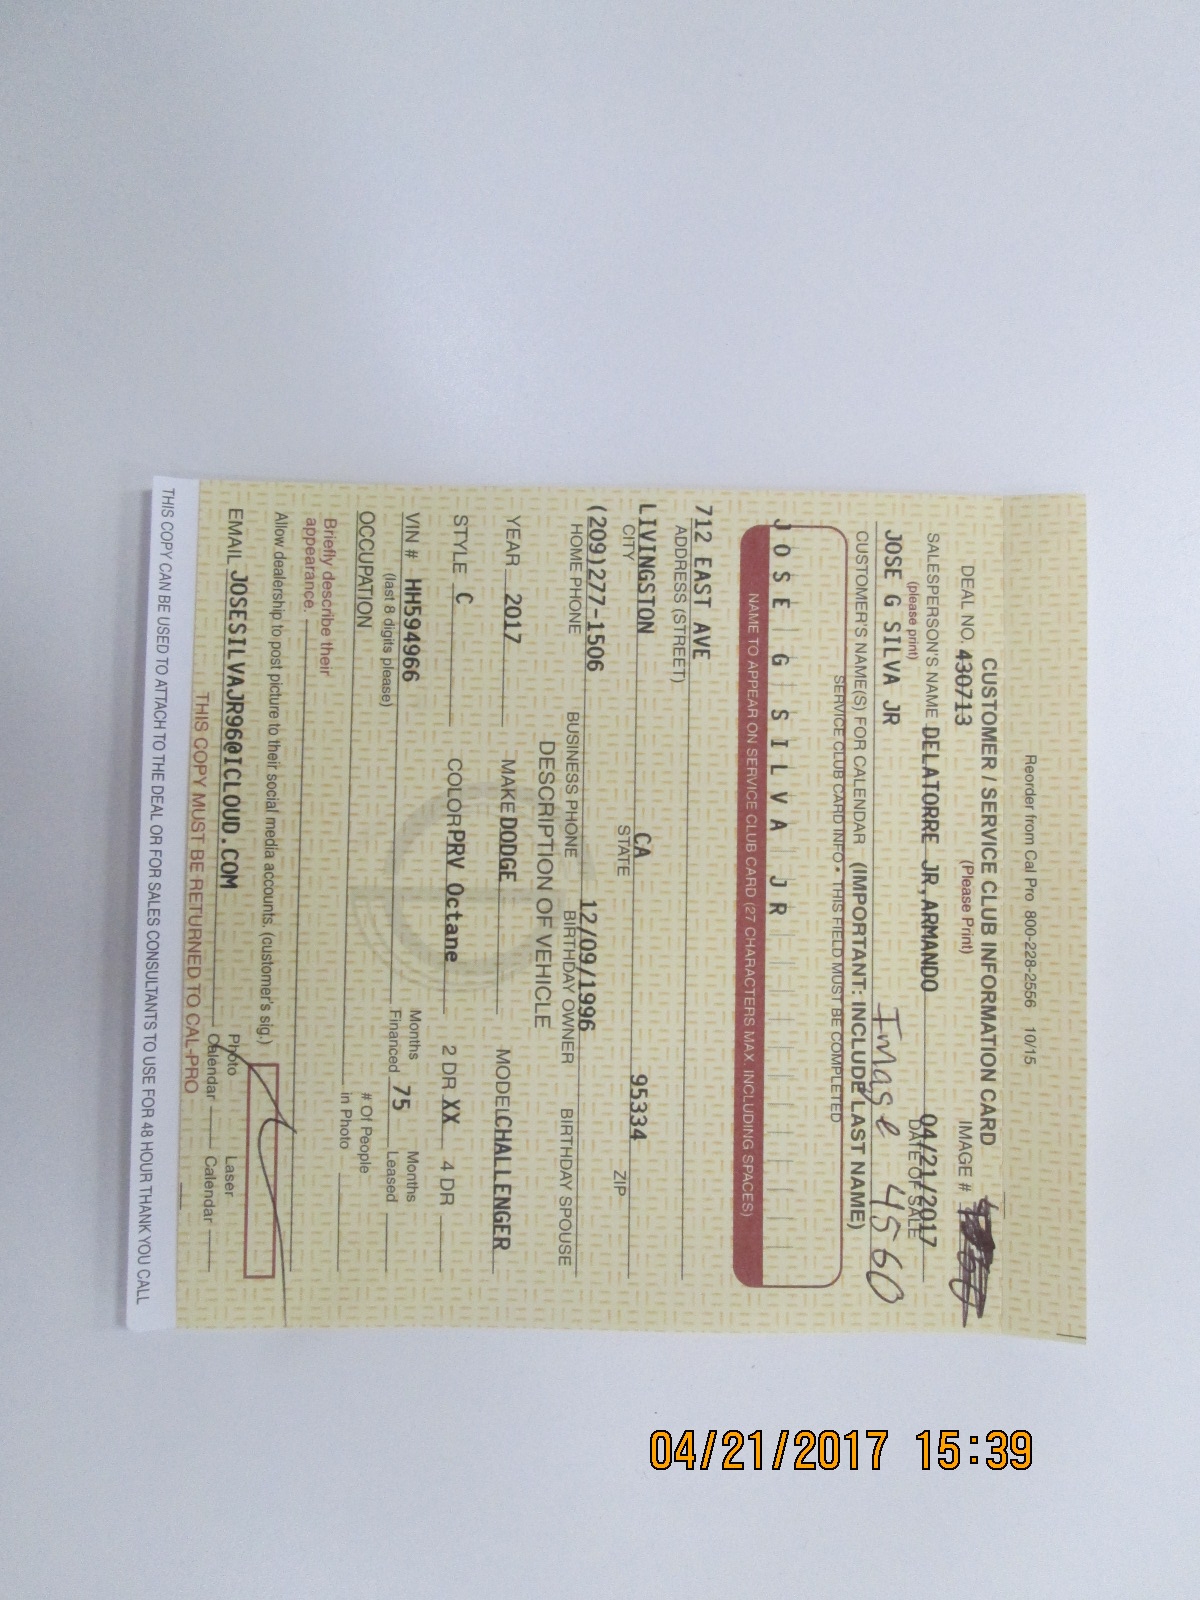 Reorder from Cal Pro 800-228-2556 10/15
CUSTOMER / SERVICE CLUB INFORMATION CARD
DEAL NO. 430713 (Please Print) IMAGE #
SALESPERSON'S NAME DELATORRE JR,ARMANDO 04/21/2017
(please print) DATE OF SALE
JOSE G SILVA JR Image 4560
CUSTOMER'S NAME(S) FOR CALENDAR (IMPORTANT: INCLUDE LAST NAME)
SERVICE CLUB CARD INFO • THIS FIELD MUST BE COMPLETED
JOSE G SILVA JR
NAME TO APPEAR ON SERVICE CLUB CARD (27 CHARACTERS MAX. INCLUDING SPACES)
712 EAST AVE
ADDRESS (STREET)
LIVINGSTON CA 95334
CITY STATE ZIP
(209)277-1506 12/09/1996
HOME PHONE BUSINESS PHONE BIRTHDAY OWNER BIRTHDAY SPOUSE
DESCRIPTION OF VEHICLE
YEAR 2017 MAKE DODGE MODEL CHALLENGER
STYLE C COLOR PRV Octane 2 DR XX 4 DR
VIN # HH594966 Months Financed 75 Months Leased
(last 8 digits please)
OCCUPATION # Of People in Photo
Briefly describe their
appearance.
Allow dealership to post picture to their social media accounts. (customer's sig.)
EMAIL JOSESILVAJR96@ICLOUD.COM Photo Calendar Laser Calendar
THIS COPY MUST BE RETURNED TO CAL-PRO
THIS COPY CAN BE USED TO ATTACH TO THE DEAL OR FOR SALES CONSULTANTS TO USE FOR 48 HOUR THANK YOU CALL
04/21/2017 15:39